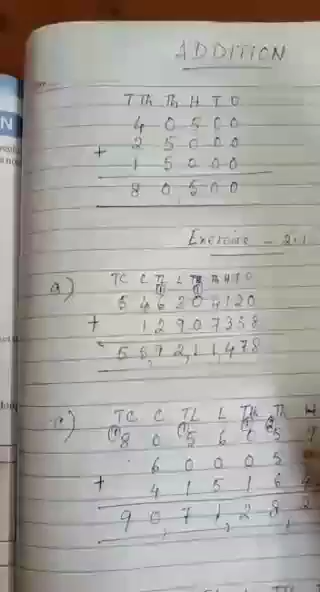 ADDITION
T Th Th H T O
4 0 5 0 0
2 5 0 0 0
+ 1 5 0 0 0
8 0 5 0 0
Exercise - 2.1
a) TC C TL L TTh Th H T O
5 4 6 3 0 4 1 2 0
+ 1 2 9 0 7 3 5 8
5 5, 9 2, 1 1, 4 7 8
TC C TL L TTh Th H
8 0 5 6 0 5
6 0 0 0 5
+ 4 1 5 1 6
9 0, 7 1, 2 8, 2